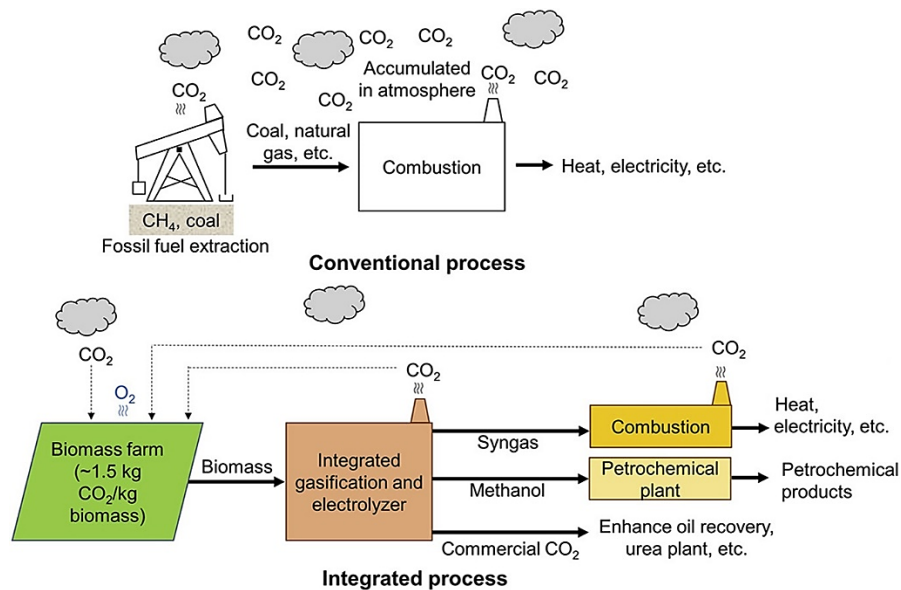 CO₂
CO₂
CO₂
CO₂
CO₂
CO₂
CO₂
CO₂
Accumulated
in atmosphere
Coal, natural
gas, etc.
Combustion
Heat, electricity, etc.
CH₄, coal
Fossil fuel extraction
Conventional process
CO₂
CO₂
CO₂
O₂
Biomass farm
(~1.5 kg
CO₂/kg
biomass)
Biomass
Integrated
gasification and
electrolyzer
Syngas
Combustion
Heat,
electricity, etc.
Methanol
Petrochemical
plant
Petrochemical
products
Commercial CO₂
Enhance oil recovery,
urea plant, etc.
Integrated process